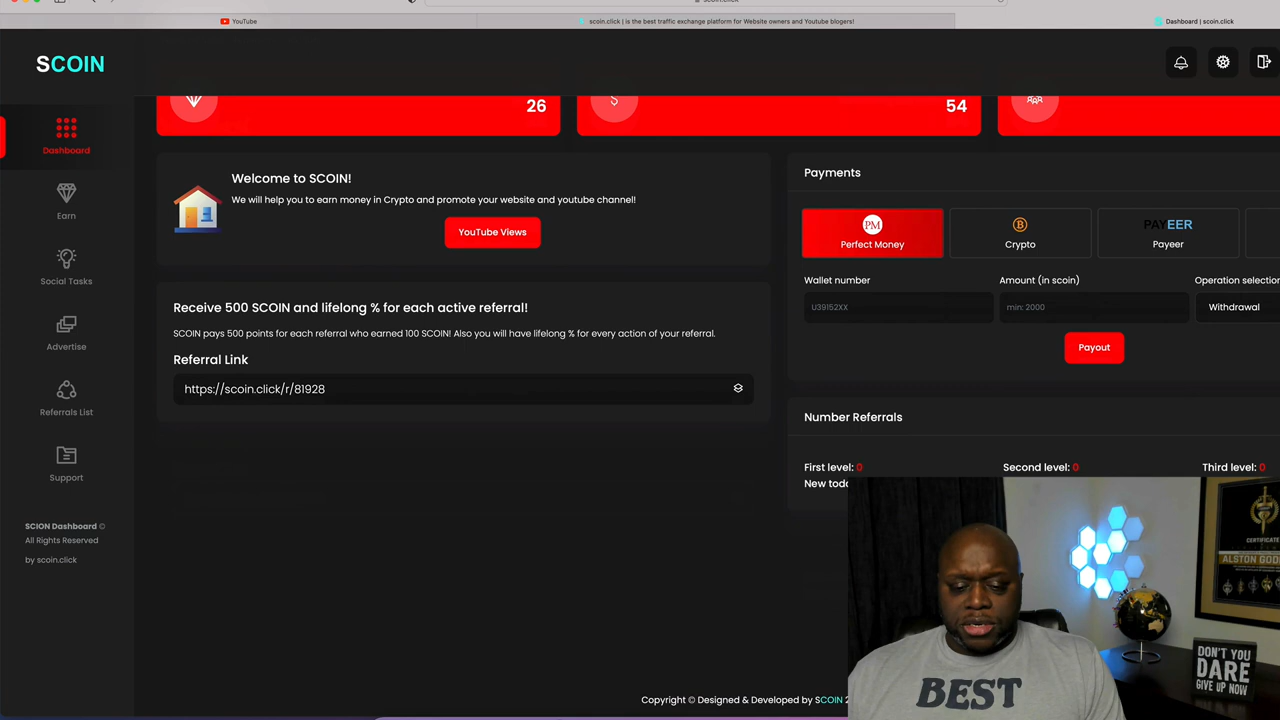 scoin.click
YouTube
scoin.click | is the best traffic exchange platform for Website owners and Youtube blogers!
Dashboard | scoin.click
SCOIN
26
54
Dashboard
Earn
Social Tasks
Advertise
Referrals List
Support
SCION Dashboard ©
All Rights Reserved
by scoin.click
Welcome to SCOIN!
We will help you to earn money in Crypto and promote your website and youtube channel!
YouTube Views
Receive 500 SCOIN and lifelong % for each active referral!
SCOIN pays 500 points for each referral who earned 100 SCOIN! Also you will have lifelong % for every action of your referral.
Referral Link
https://scoin.click/r/81928
Payments
PM
Perfect Money
Crypto
PAYEER
Payeer
Wallet number
Amount (in scoin)
Operation selection
U39152XX
min: 2000
Withdrawal
Payout
Number Referrals
First level: 0
Second level: 0
Third level: 0
New
Copyright © Designed & Developed by SCOIN
CERTIFICATE
ALSTON
DON'T YOU
DARE
GIVE UP NOW
BEST